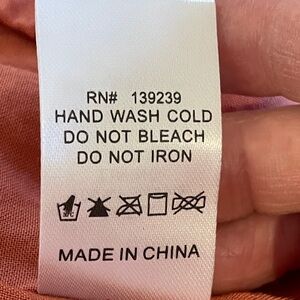 RN# 139239
HAND WASH COLD
DO NOT BLEACH
DO NOT IRON
MADE IN CHINA